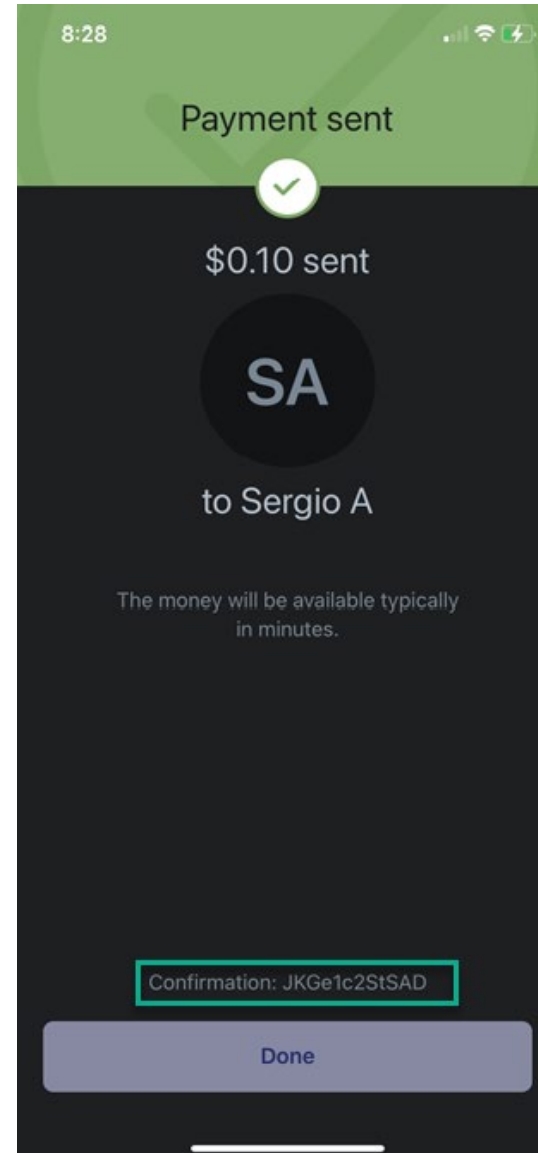 8:28
Payment sent
$0.10 sent
SA
to Sergio A
The money will be available typically
in minutes.
Confirmation: JKGe1c2StSAD
Done